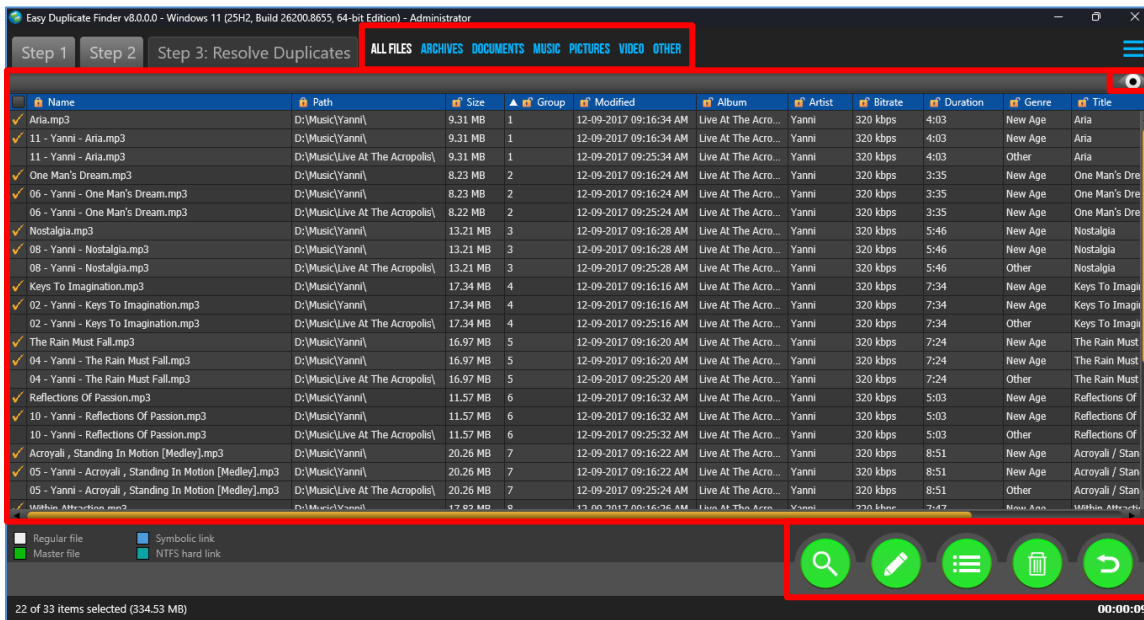 Easy Duplicate Finder v8.0.0.0 - Windows 11 (25H2, Build 26200.8655, 64-bit Edition) - Administrator
Step 1 Step 2 Step 3: Resolve Duplicates ALL FILES ARCHIVES DOCUMENTS MUSIC PICTURES VIDEO OTHER
Name Path Size Group Modified Album Artist Bitrate Duration Genre Title
Aria.mp3 D:\Music\Yanni\ 9.31 MB 1 12-09-2017 09:16:34 AM Live At The Acro... Yanni 320 kbps 4:03 New Age Aria
11 - Yanni - Aria.mp3 D:\Music\Yanni\ 9.31 MB 1 12-09-2017 09:16:34 AM Live At The Acro... Yanni 320 kbps 4:03 New Age Aria
11 - Yanni - Aria.mp3 D:\Music\Live At The Acropolis\ 9.31 MB 1 12-09-2017 09:25:34 AM Live At The Acro... Yanni 320 kbps 4:03 Other Aria
One Man's Dream.mp3 D:\Music\Yanni\ 8.23 MB 2 12-09-2017 09:16:24 AM Live At The Acro... Yanni 320 kbps 3:35 New Age One Man's Dre
06 - Yanni - One Man's Dream.mp3 D:\Music\Yanni\ 8.23 MB 2 12-09-2017 09:16:24 AM Live At The Acro... Yanni 320 kbps 3:35 New Age One Man's Dre
06 - Yanni - One Man's Dream.mp3 D:\Music\Live At The Acropolis\ 8.22 MB 2 12-09-2017 09:25:24 AM Live At The Acro... Yanni 320 kbps 3:35 New Age One Man's Dre
Nostalgia.mp3 D:\Music\Yanni\ 13.21 MB 3 12-09-2017 09:16:28 AM Live At The Acro... Yanni 320 kbps 5:46 New Age Nostalgia
08 - Yanni - Nostalgia.mp3 D:\Music\Yanni\ 13.21 MB 3 12-09-2017 09:16:28 AM Live At The Acro... Yanni 320 kbps 5:46 New Age Nostalgia
08 - Yanni - Nostalgia.mp3 D:\Music\Live At The Acropolis\ 13.21 MB 3 12-09-2017 09:25:28 AM Live At The Acro... Yanni 320 kbps 5:46 Other Nostalgia
Keys To Imagination.mp3 D:\Music\Yanni\ 17.34 MB 4 12-09-2017 09:16:16 AM Live At The Acro... Yanni 320 kbps 7:34 New Age Keys To Imagi
02 - Yanni - Keys To Imagination.mp3 D:\Music\Yanni\ 17.34 MB 4 12-09-2017 09:16:16 AM Live At The Acro... Yanni 320 kbps 7:34 New Age Keys To Imagi
02 - Yanni - Keys To Imagination.mp3 D:\Music\Live At The Acropolis\ 17.34 MB 4 12-09-2017 09:25:16 AM Live At The Acro... Yanni 320 kbps 7:34 Other Keys To Imagi
The Rain Must Fall.mp3 D:\Music\Yanni\ 16.97 MB 5 12-09-2017 09:16:20 AM Live At The Acro... Yanni 320 kbps 7:24 New Age The Rain Must
04 - Yanni - The Rain Must Fall.mp3 D:\Music\Yanni\ 16.97 MB 5 12-09-2017 09:16:20 AM Live At The Acro... Yanni 320 kbps 7:24 New Age The Rain Must
04 - Yanni - The Rain Must Fall.mp3 D:\Music\Live At The Acropolis\ 16.97 MB 5 12-09-2017 09:25:20 AM Live At The Acro... Yanni 320 kbps 7:24 Other The Rain Must
Reflections Of Passion.mp3 D:\Music\Yanni\ 11.57 MB 6 12-09-2017 09:16:32 AM Live At The Acro... Yanni 320 kbps 5:03 New Age Reflections Of
10 - Yanni - Reflections Of Passion.mp3 D:\Music\Yanni\ 11.57 MB 6 12-09-2017 09:16:32 AM Live At The Acro... Yanni 320 kbps 5:03 New Age Reflections Of
10 - Yanni - Reflections Of Passion.mp3 D:\Music\Live At The Acropolis\ 11.57 MB 6 12-09-2017 09:25:32 AM Live At The Acro... Yanni 320 kbps 5:03 Other Reflections Of
Acroyali , Standing In Motion [Medley].mp3 D:\Music\Yanni\ 20.26 MB 7 12-09-2017 09:16:22 AM Live At The Acro... Yanni 320 kbps 8:51 New Age Acroyali / Stan
05 - Yanni - Acroyali , Standing In Motion [Medley].mp3 D:\Music\Yanni\ 20.26 MB 7 12-09-2017 09:16:22 AM Live At The Acro... Yanni 320 kbps 8:51 New Age Acroyali / Stan
05 - Yanni - Acroyali , Standing In Motion [Medley].mp3 D:\Music\Live At The Acropolis\ 20.26 MB 7 12-09-2017 09:25:24 AM Live At The Acro... Yanni 320 kbps 8:51 Other Acroyali / Stan
Within Attraction.mp3 D:\Music\Yanni\ 17.83 MB 8 12-09-2017 09:16:26 AM Live At The Acro... Yanni 320 kbps 7:47 New Age Within Attracti
Regular file Symbolic link
Master file NTFS hard link
22 of 33 items selected (334.53 MB) 00:00:09